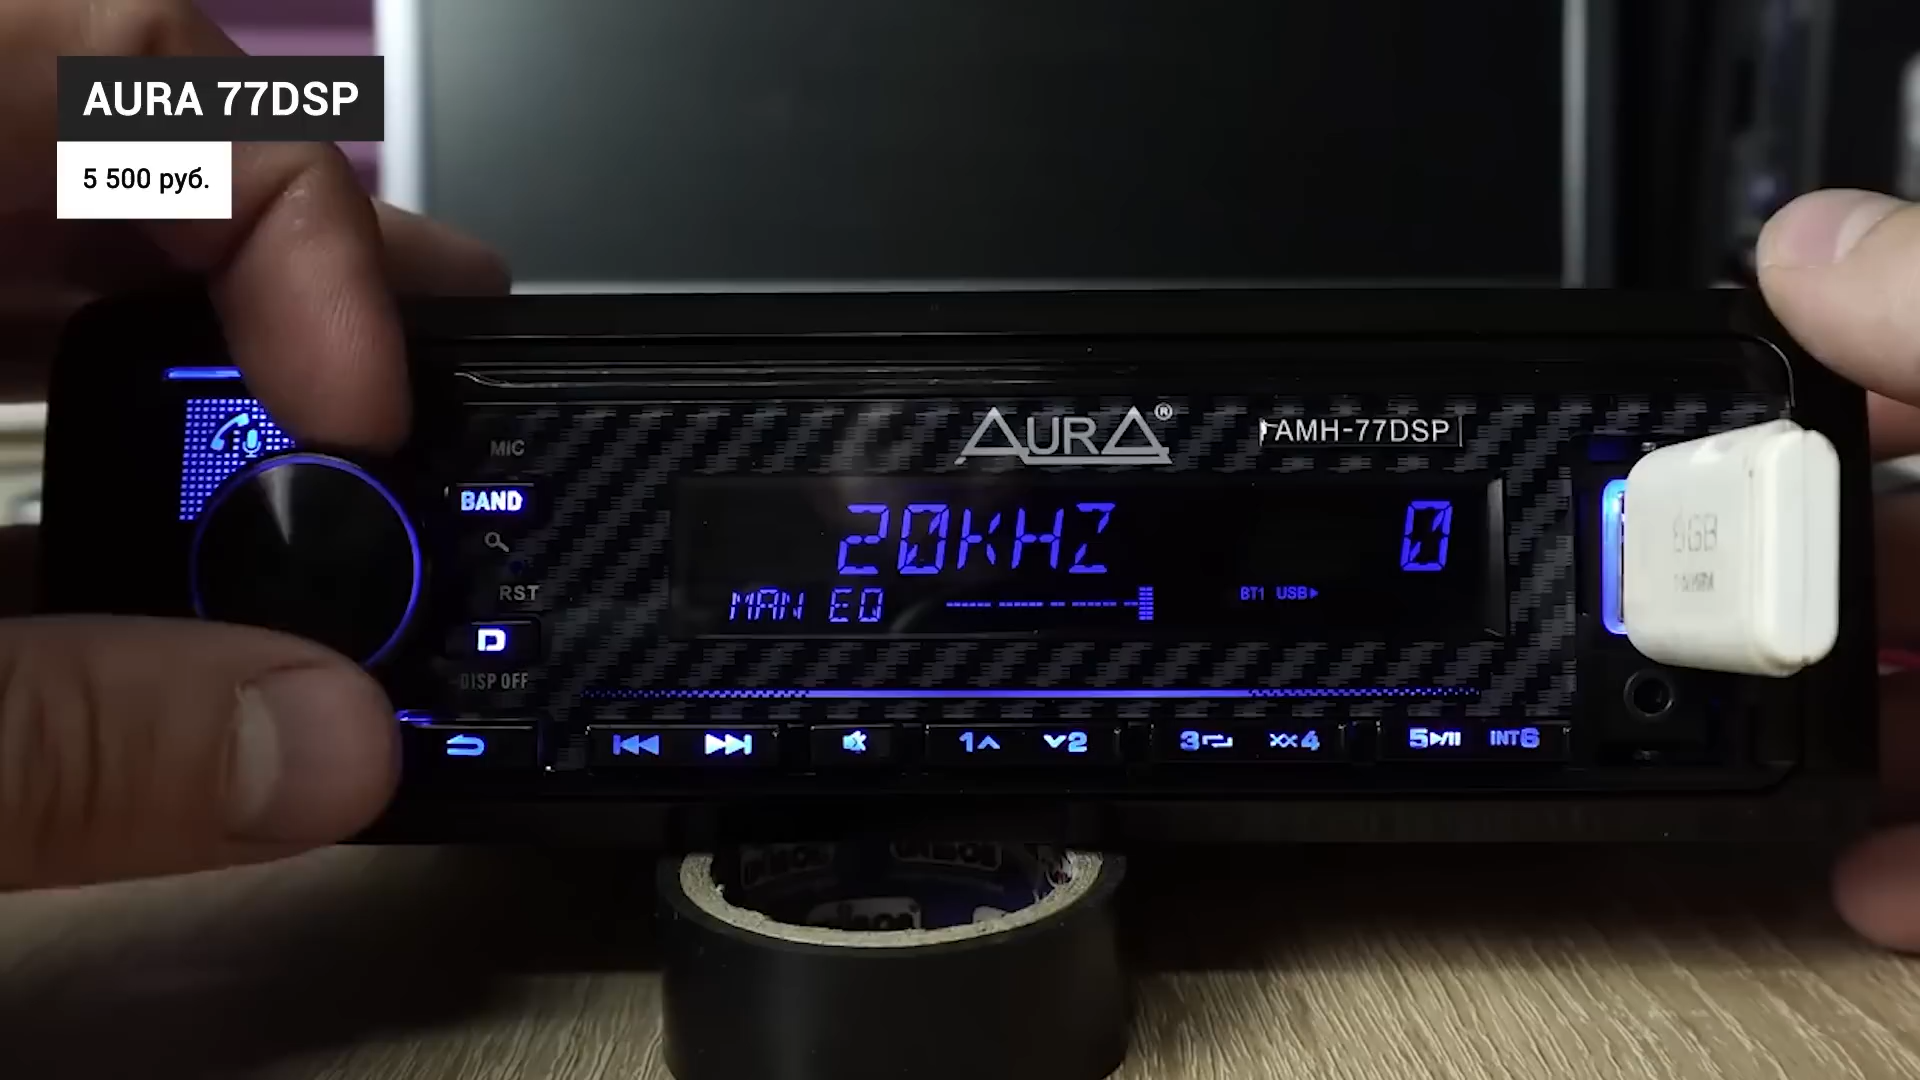 AURA 77DSP
5 500 руб.
AURA®
AMH-77DSP
MIC
BAND
20KHZ 0
RST
MAN EQ
BT1 USB
D
DISP OFF
1 2 3 4 5 INT6